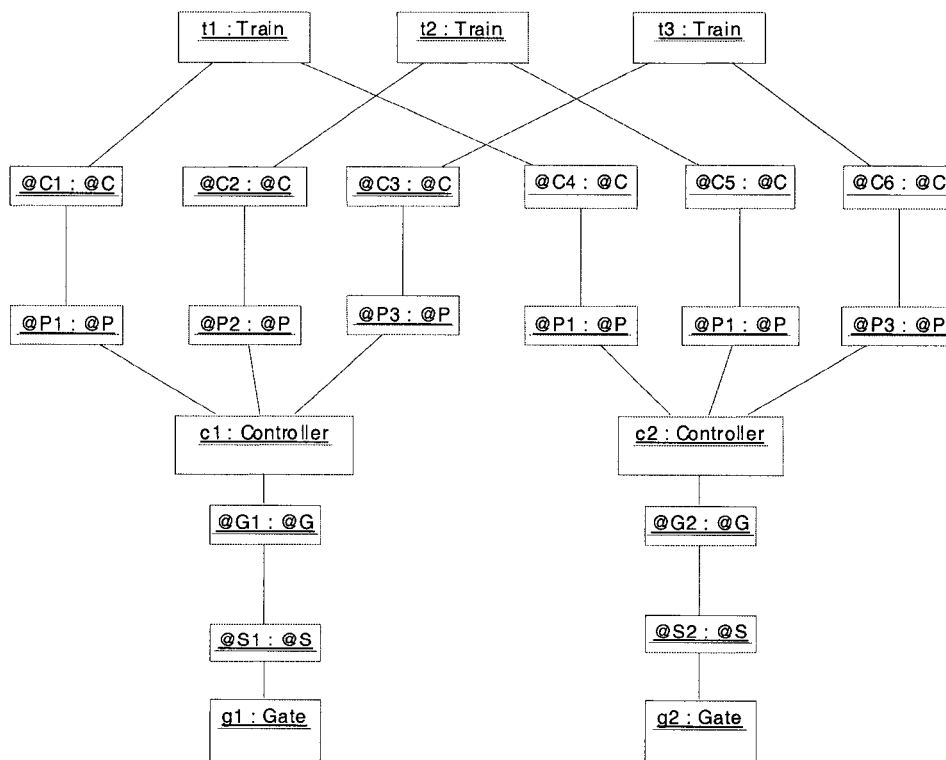 t1 : Train
t2 : Train
t3 : Train
@C1 : @C
@C2 : @C
@C3 : @C
@C4 : @C
@C5 : @C
@C6 : @C
@P1 : @P
@P2 : @P
@P3 : @P
@P1 : @P
@P1 : @P
@P3 : @P
c1 : Controller
c2 : Controller
@G1 : @G
@G2 : @G
@S1 : @S
@S2 : @S
g1 : Gate
g2 : Gate